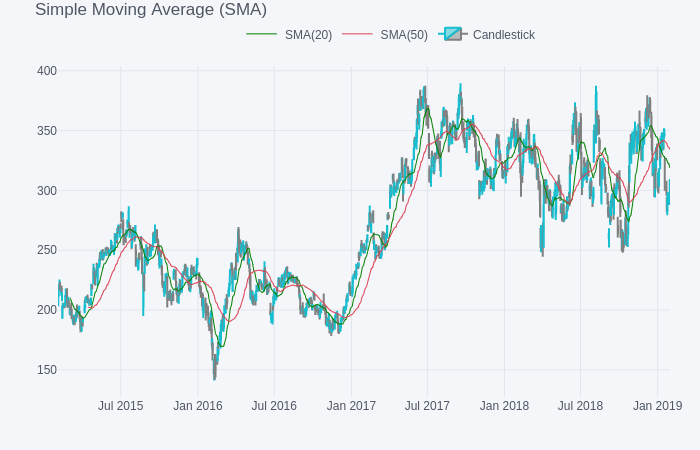 Simple Moving Average (SMA)
SMA(20) SMA(50) Candlestick
400
350
300
250
200
150
Jul 2015 Jan 2016 Jul 2016 Jan 2017 Jul 2017 Jan 2018 Jul 2018 Jan 2019